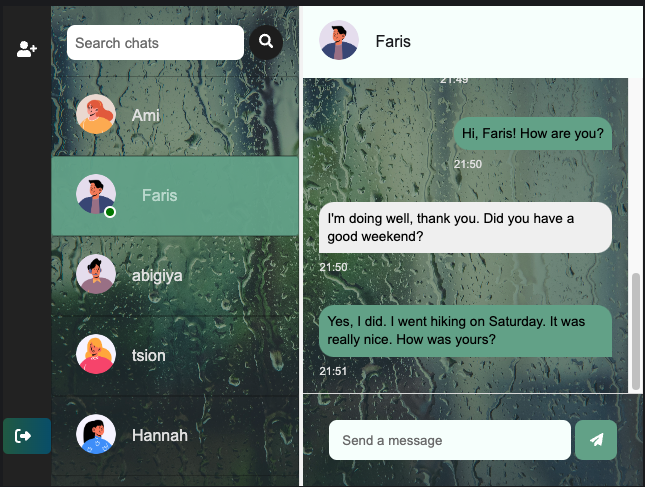 Search chats
Ami
Faris
abigiya
tsion
Hannah
Faris
21:49
Hi, Faris! How are you?
21:50
I'm doing well, thank you. Did you have a
good weekend?
21:50
Yes, I did. I went hiking on Saturday. It was
really nice. How was yours?
21:51
Send a message